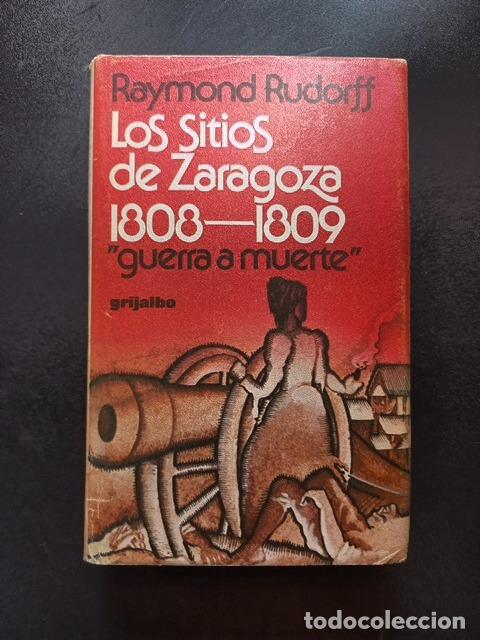 Raymond Rudorff
Los Sitios
de Zaragoza
1808—1809
"guerra a muerte"
grijalbo
todocoleccion